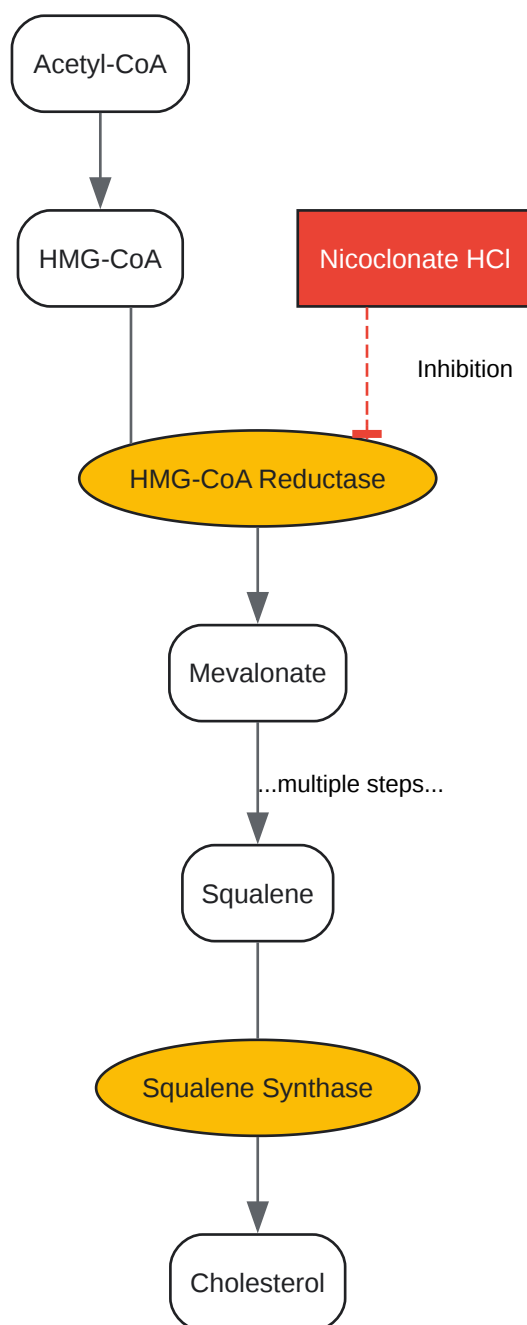 Acetyl-CoA
HMG-CoA
Nicoclonate HCl
Inhibition
HMG-CoA Reductase
Mevalonate
...multiple steps...
Squalene
Squalene Synthase
Cholesterol